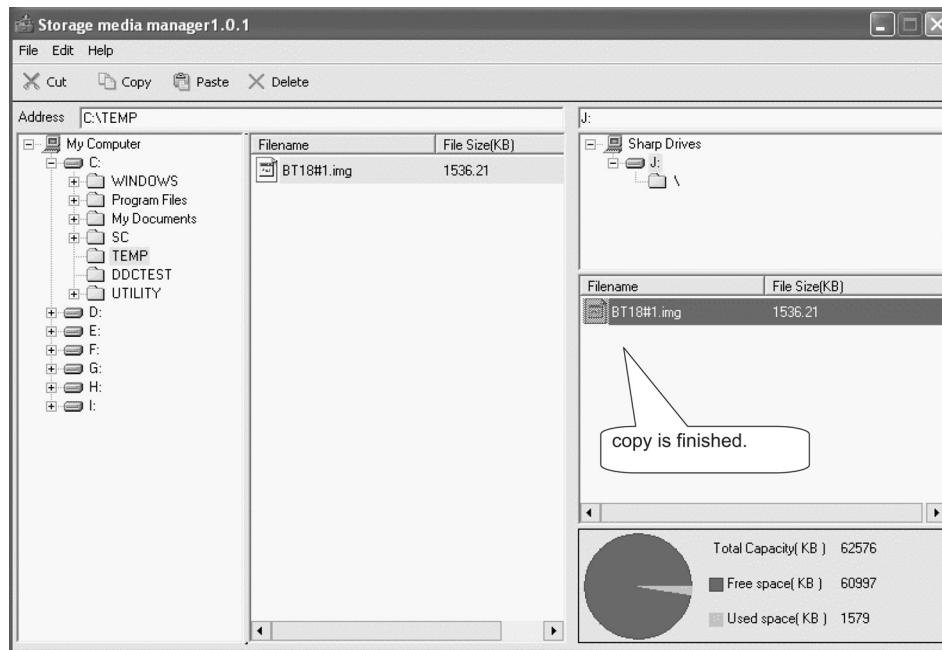 Storage media manager1.0.1
File Edit Help
Cut Copy Paste Delete
Address C:\TEMP
My Computer
C:
WINDOWS
Program Files
My Documents
SC
TEMP
DDCTEST
UTILITY
D:
E:
F:
G:
H:
I:
Filename File Size(KB)
BT18#1.img 1536.21
J:
Sharp Drives
J:
\
Filename File Size(KB)
BT18#1.img 1536.21
copy is finished.
Total Capacity( KB ) 62576
Free space( KB ) 60997
Used space( KB ) 1579